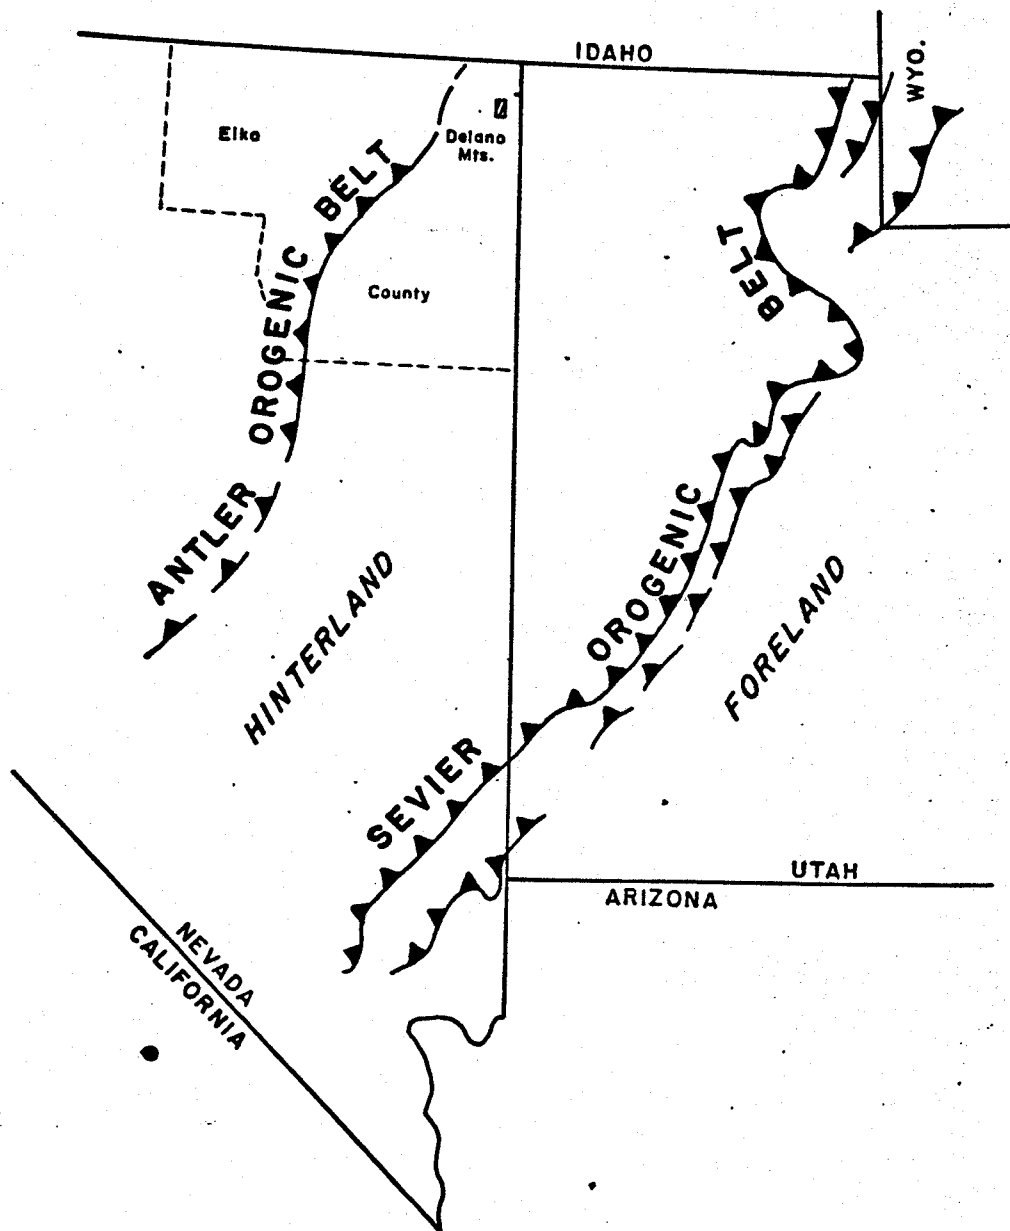 IDAHO
WYO.
Elko
Delano
Mts.
County
ANTLER OROGENIC BELT
HINTERLAND
SEVIER OROGENIC BELT
FORELAND
UTAH
ARIZONA
NEVADA
CALIFORNIA